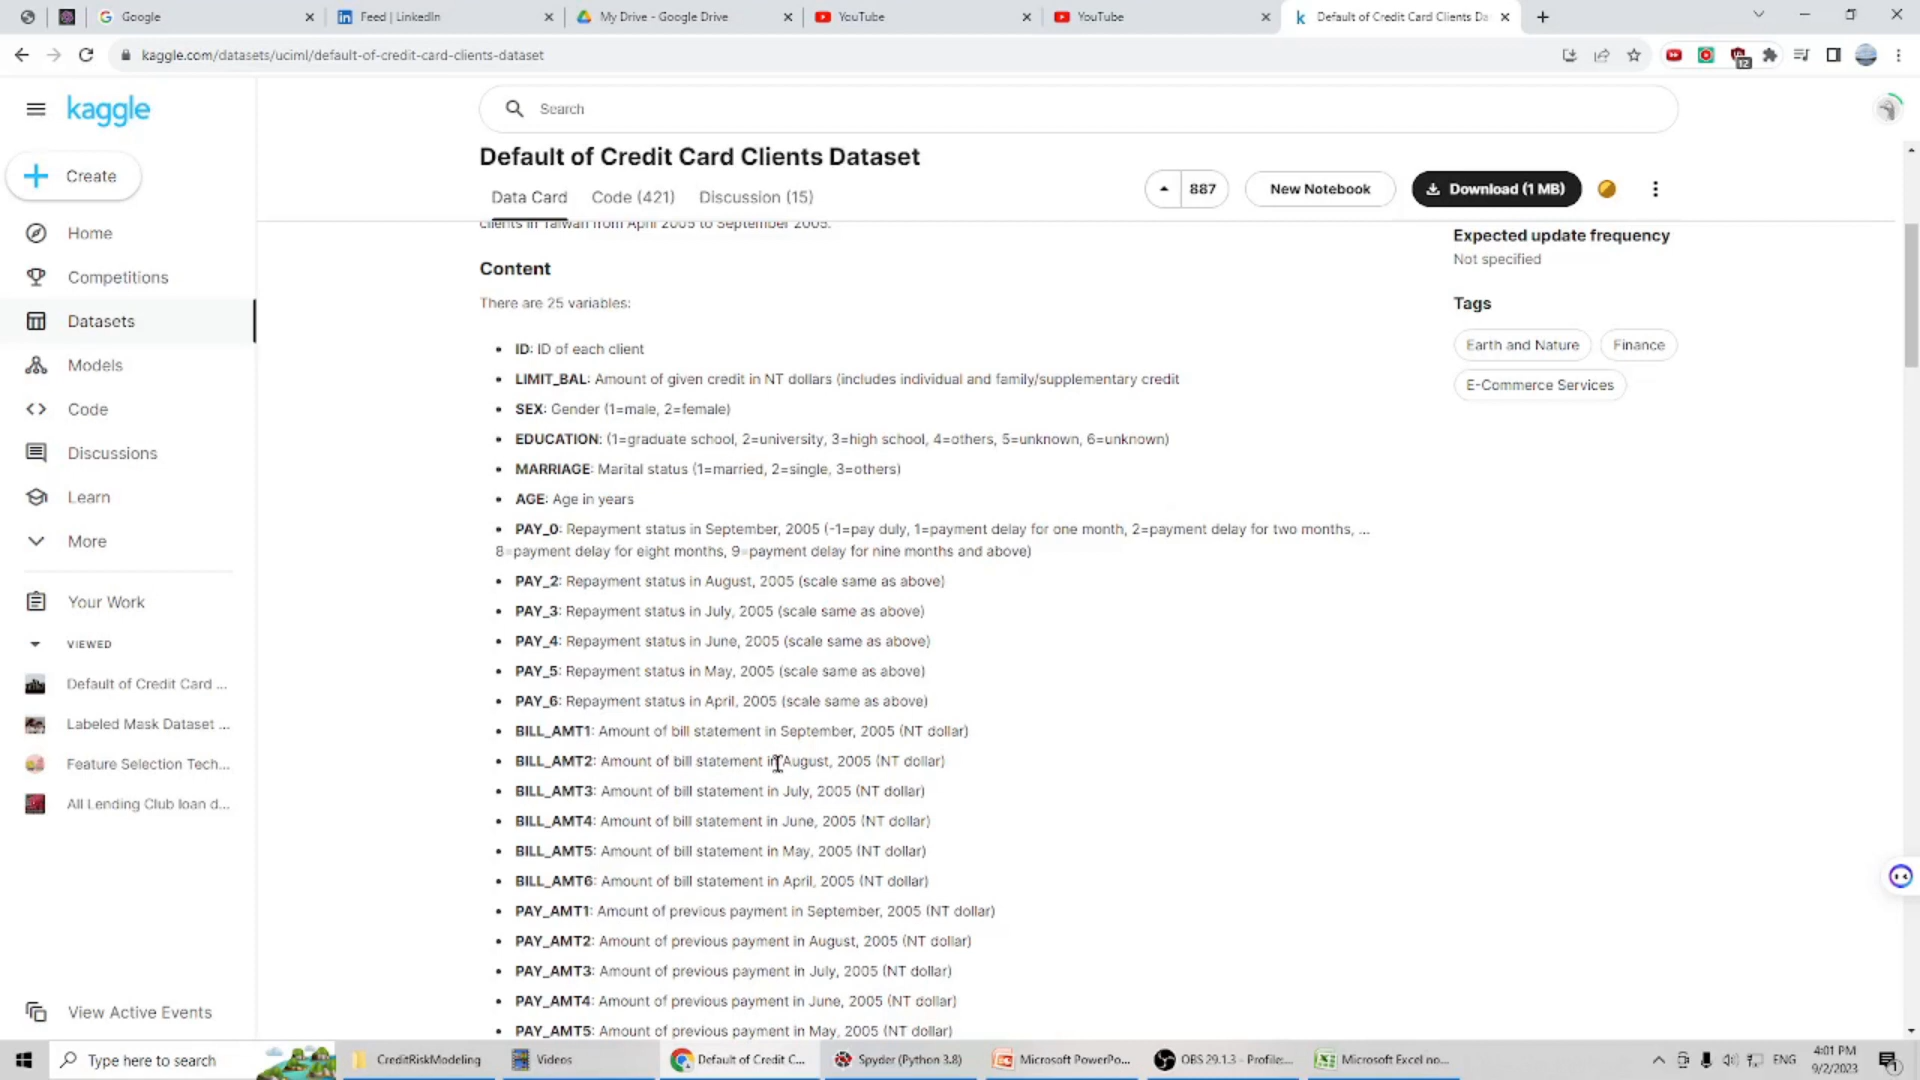 Google
Feed | LinkedIn
My Drive - Google Drive
YouTube
YouTube
Default of Credit Card Clients Da
kaggle.com/datasets/uciml/default-of-credit-card-clients-dataset
12
kaggle
Search
Create
Home
Competitions
Datasets
Models
Code
Discussions
Learn
More
Your Work
VIEWED
Default of Credit Card ...
Labeled Mask Dataset ...
Feature Selection Tech...
All Lending Club loan d...
View Active Events
Default of Credit Card Clients Dataset
Data Card
Code (421)
Discussion (15)
887
New Notebook
Download (1 MB)
clients in Taiwan from April 2005 to September 2005.
Content
There are 25 variables:
• ID: ID of each client
• LIMIT_BAL: Amount of given credit in NT dollars (includes individual and family/supplementary credit
• SEX: Gender (1=male, 2=female)
• EDUCATION: (1=graduate school, 2=university, 3=high school, 4=others, 5=unknown, 6=unknown)
• MARRIAGE: Marital status (1=married, 2=single, 3=others)
• AGE: Age in years
• PAY_0: Repayment status in September, 2005 (-1=pay duly, 1=payment delay for one month, 2=payment delay for two months, ...
8=payment delay for eight months, 9=payment delay for nine months and above)
• PAY_2: Repayment status in August, 2005 (scale same as above)
• PAY_3: Repayment status in July, 2005 (scale same as above)
• PAY_4: Repayment status in June, 2005 (scale same as above)
• PAY_5: Repayment status in May, 2005 (scale same as above)
• PAY_6: Repayment status in April, 2005 (scale same as above)
• BILL_AMT1: Amount of bill statement in September, 2005 (NT dollar)
• BILL_AMT2: Amount of bill statement in August, 2005 (NT dollar)
• BILL_AMT3: Amount of bill statement in July, 2005 (NT dollar)
• BILL_AMT4: Amount of bill statement in June, 2005 (NT dollar)
• BILL_AMT5: Amount of bill statement in May, 2005 (NT dollar)
• BILL_AMT6: Amount of bill statement in April, 2005 (NT dollar)
• PAY_AMT1: Amount of previous payment in September, 2005 (NT dollar)
• PAY_AMT2: Amount of previous payment in August, 2005 (NT dollar)
• PAY_AMT3: Amount of previous payment in July, 2005 (NT dollar)
• PAY_AMT4: Amount of previous payment in June, 2005 (NT dollar)
• PAY_AMT5: Amount of previous payment in May, 2005 (NT dollar)
Expected update frequency
Not specified
Tags
Earth and Nature
Finance
E-Commerce Services
Type here to search
CreditRiskModeling
Videos
Default of Credit C...
Spyder (Python 3.8)
Microsoft PowerPo...
OBS 29.1.3 - Profile:...
Microsoft Excel no...
ENG
4:01 PM
9/2/2023
1